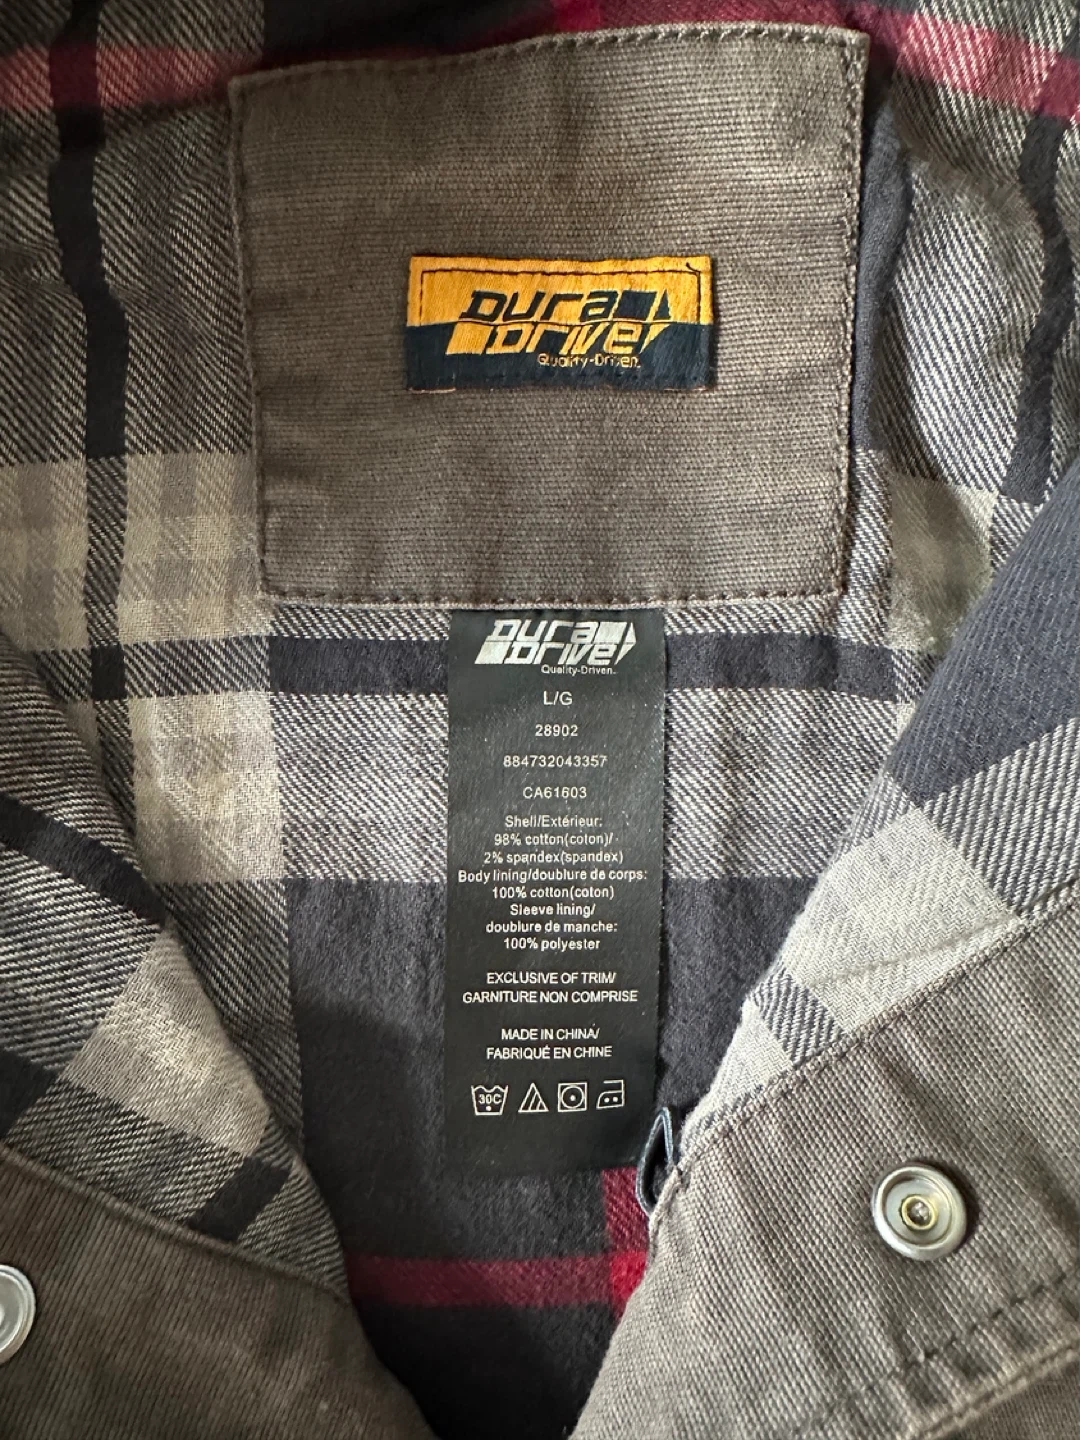 DURA
DRIVE
Quality-Driven.
DURA
DRIVE
Quality-Driven.
L/G
28902
884732043357
CA61603
Shell/Extérieur:
98% cotton(coton)/
2% spandex(spandex)
Body lining/doublure de corps:
100% cotton(coton)
Sleeve lining/
doublure de manche:
100% polyester
EXCLUSIVE OF TRIM/
GARNITURE NON COMPRISE
MADE IN CHINA/
FABRIQUÉ EN CHINE
30C